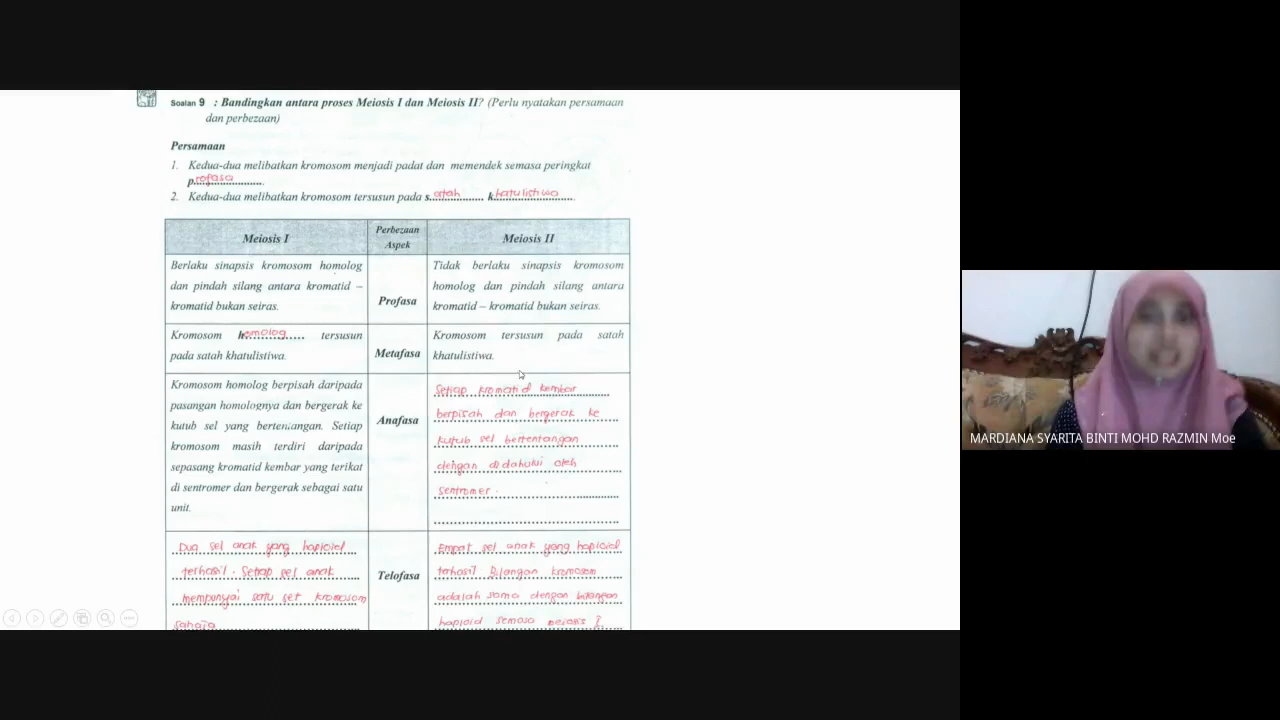 Soalan 9 : Bandingkan antara proses Meiosis I dan Meiosis II? (Perlu nyatakan persamaan
dan perbezaan)
Persamaan
1. Kedua-dua melibatkan kromosom menjadi padat dan memendek semasa peringkat
profasa
2. Kedua-dua melibatkan kromosom tersusun pada satah khatulistiwa
Meiosis I
Perbezaan
Aspek
Meiosis II
Berlaku sinapsis kromosom homolog
dan pindah silang antara kromatid –
kromatid bukan seiras.
Profasa
Tidak berlaku sinapsis kromosom
homolog dan pindah silang antara
kromatid – kromatid bukan seiras.
Kromosom homolog tersusun
pada satah khatulistiwa.
Metafasa
Kromosom tersusun pada satah
khatulistiwa.
Kromosom homolog berpisah daripada
pasangan homolognya dan bergerak ke
kutub sel yang bertentangan. Setiap
kromosom masih terdiri daripada
sepasang kromatid kembar yang terikat
di sentromer dan bergerak sebagai satu
unit.
Anafasa
Setiap kromatid kembar
berpisah dan bergerak ke
kutub sel bertentangan
dengan didahului oleh
sentromer.
Dua sel anak yang haploid
terhasil. Setiap sel anak
mempunyai satu set kromosom
sahaja
Telofasa
Empat sel anak yang haploid
terhasil Bilangan kromosom
adalah sama dengan bilangan
haploid semasa meiosis I.
MARDIANA SYARITA BINTI MOHD RAZMIN Moe